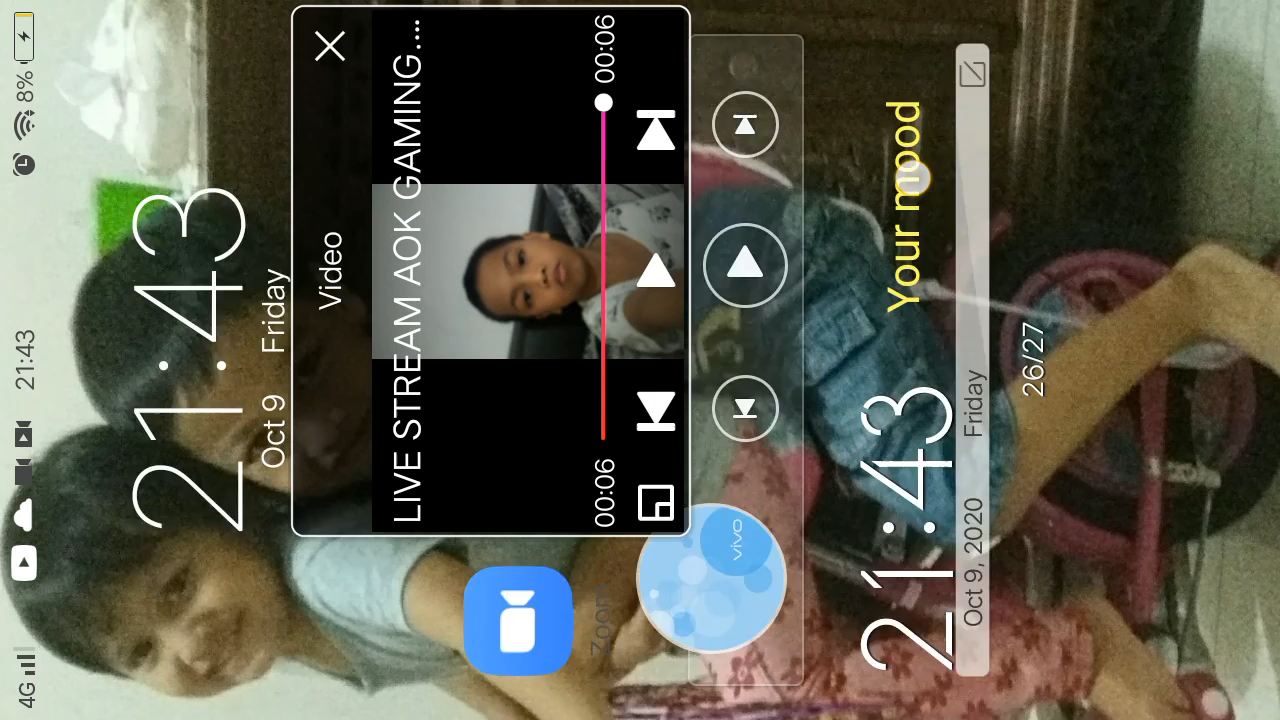 4G 21:43 8%
21:43
Oct 9 Friday
Video
LIVE STREAM AOK GAMING....
00:06 00:06
Zoom
vivo
Your mood
21:43
Oct 9, 2020 Friday
26/27